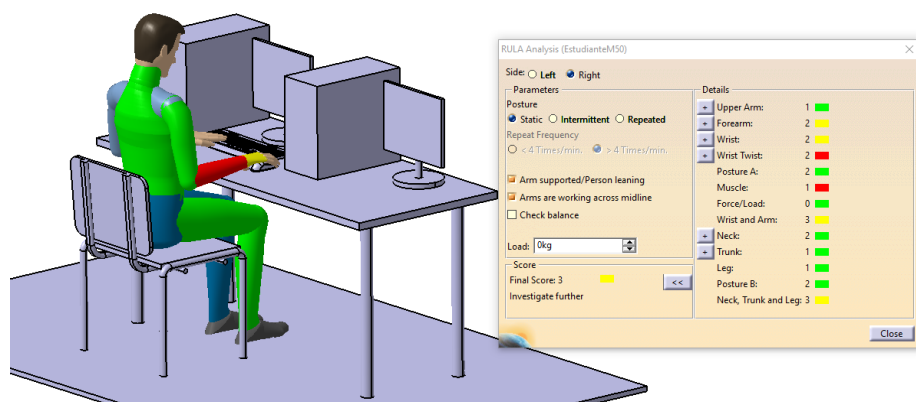 RULA Analysis (EstudianteM50)
Side: Left Right
Parameters
Posture
Static Intermittent Repeated
Repeat Frequency
< 4 Times/min. > 4 Times/min.
Arm supported/Person leaning
Arms are working across midline
Check balance
Load: 0kg
Score
Final Score: 3
<<
Investigate further
Details
+ Upper Arm: 1
+ Forearm: 2
+ Wrist: 2
+ Wrist Twist: 2
Posture A: 2
Muscle: 1
Force/Load: 0
Wrist and Arm: 3
+ Neck: 2
+ Trunk: 1
Leg: 1
Posture B: 2
Neck, Trunk and Leg: 3
Close